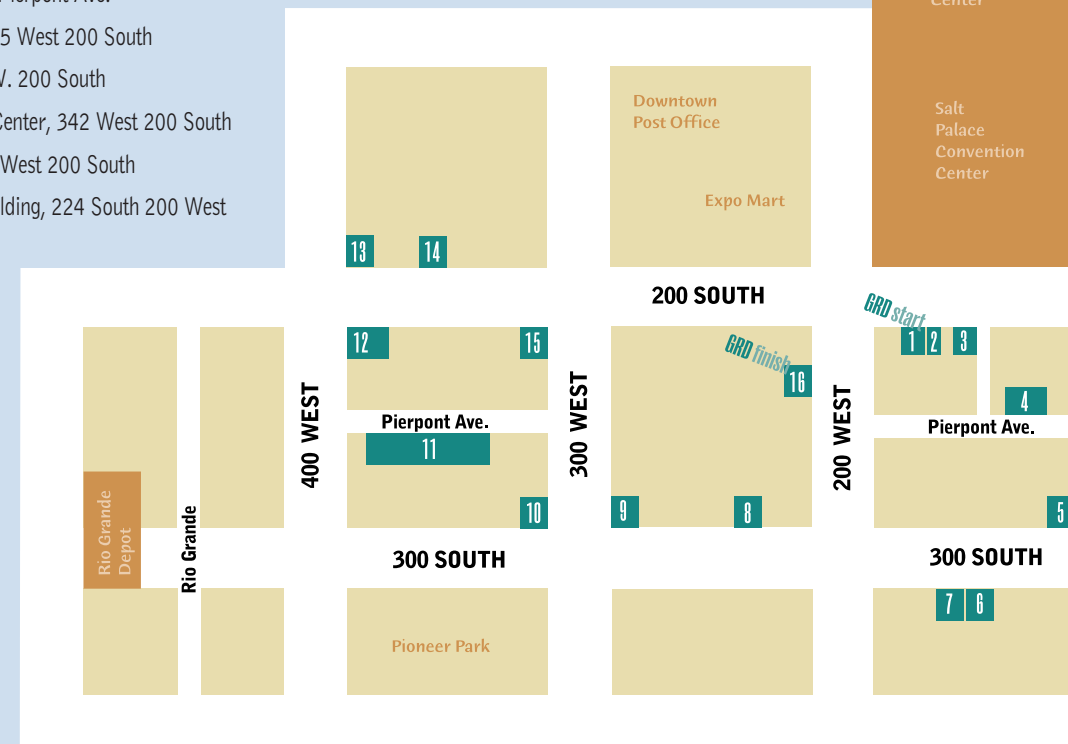 Pierpont Ave.
5 West 200 South
W. 200 South
Center, 342 West 200 South
West 200 South
lding, 224 South 200 West
Center
Salt
Palace
Convention
Center
Downtown
Post Office
Expo Mart
13
14
200 SOUTH
GRD start
12
15
GRD finish
16
1
2
3
4
400 WEST
Pierpont Ave.
300 WEST
200 WEST
Pierpont Ave.
11
10
9
8
5
Rio Grande
Depot
Rio Grande
300 SOUTH
300 SOUTH
7
6
Pioneer Park